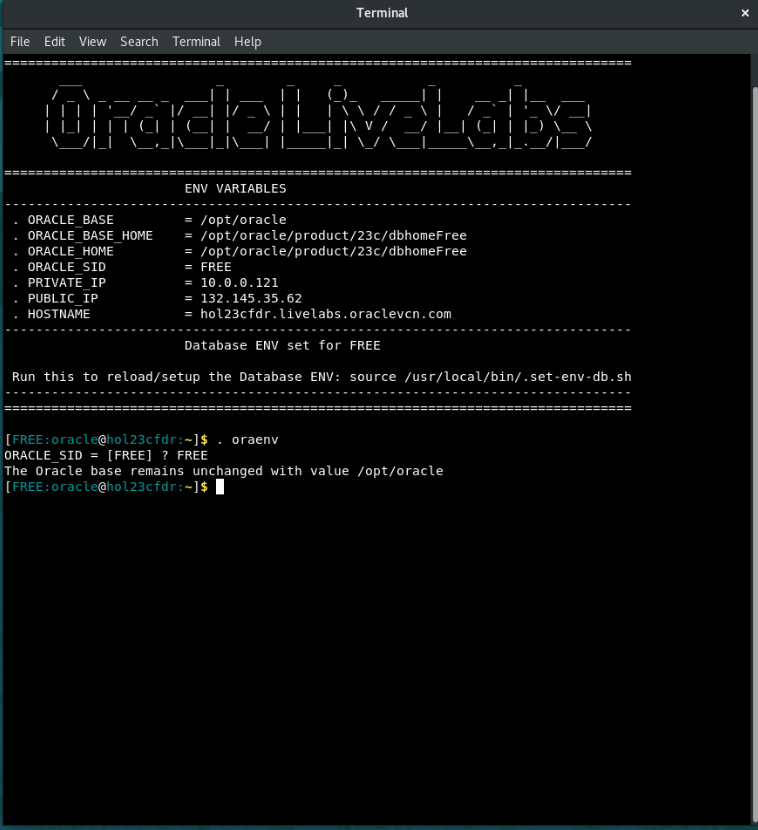 Terminal
File Edit View Search Terminal Help
================================================================================
Oracle LiveLabs
================================================================================
ENV VARIABLES
--------------------------------------------------------------------------------
. ORACLE_BASE = /opt/oracle
. ORACLE_BASE_HOME = /opt/oracle/product/23c/dbhomeFree
. ORACLE_HOME = /opt/oracle/product/23c/dbhomeFree
. ORACLE_SID = FREE
. PRIVATE_IP = 10.0.0.121
. PUBLIC_IP = 132.145.35.62
. HOSTNAME = hol23cfdr.livelabs.oraclevcn.com
--------------------------------------------------------------------------------
Database ENV set for FREE
Run this to reload/setup the Database ENV: source /usr/local/bin/.set-env-db.sh
--------------------------------------------------------------------------------
================================================================================
[FREE:oracle@hol23cfdr:~]$ . oraenv
ORACLE_SID = [FREE] ? FREE
The Oracle base remains unchanged with value /opt/oracle
[FREE:oracle@hol23cfdr:~]$